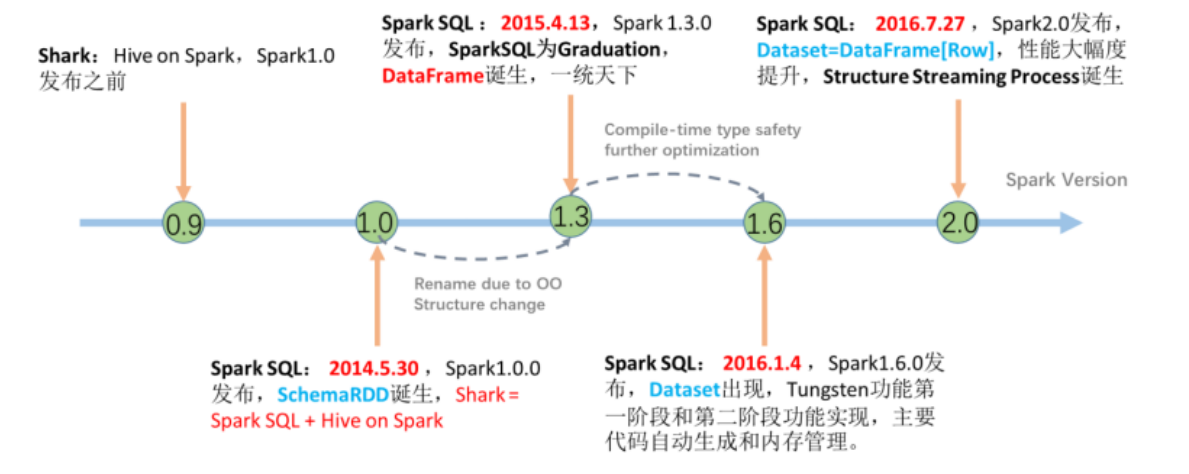 Shark：Hive on Spark，Spark1.0
发布之前
Spark SQL： 2015.4.13，Spark 1.3.0
发布，SparkSQL为Graduation，
DataFrame诞生，一统天下
Spark SQL： 2016.7.27 ，Spark2.0发布，
Dataset=DataFrame[Row]，性能大幅度
提升，Structure Streaming Process诞生
Compile-time type safety
further optimization
Spark Version
0.9
1.0
1.3
1.6
2.0
Rename due to OO
Structure change
Spark SQL： 2014.5.30 ，Spark1.0.0
发布，SchemaRDD诞生，Shark =
Spark SQL + Hive on Spark
Spark SQL： 2016.1.4 ，Spark1.6.0发
布，Dataset出现，Tungsten功能第
一阶段和第二阶段功能实现，主要
代码自动生成和内存管理。